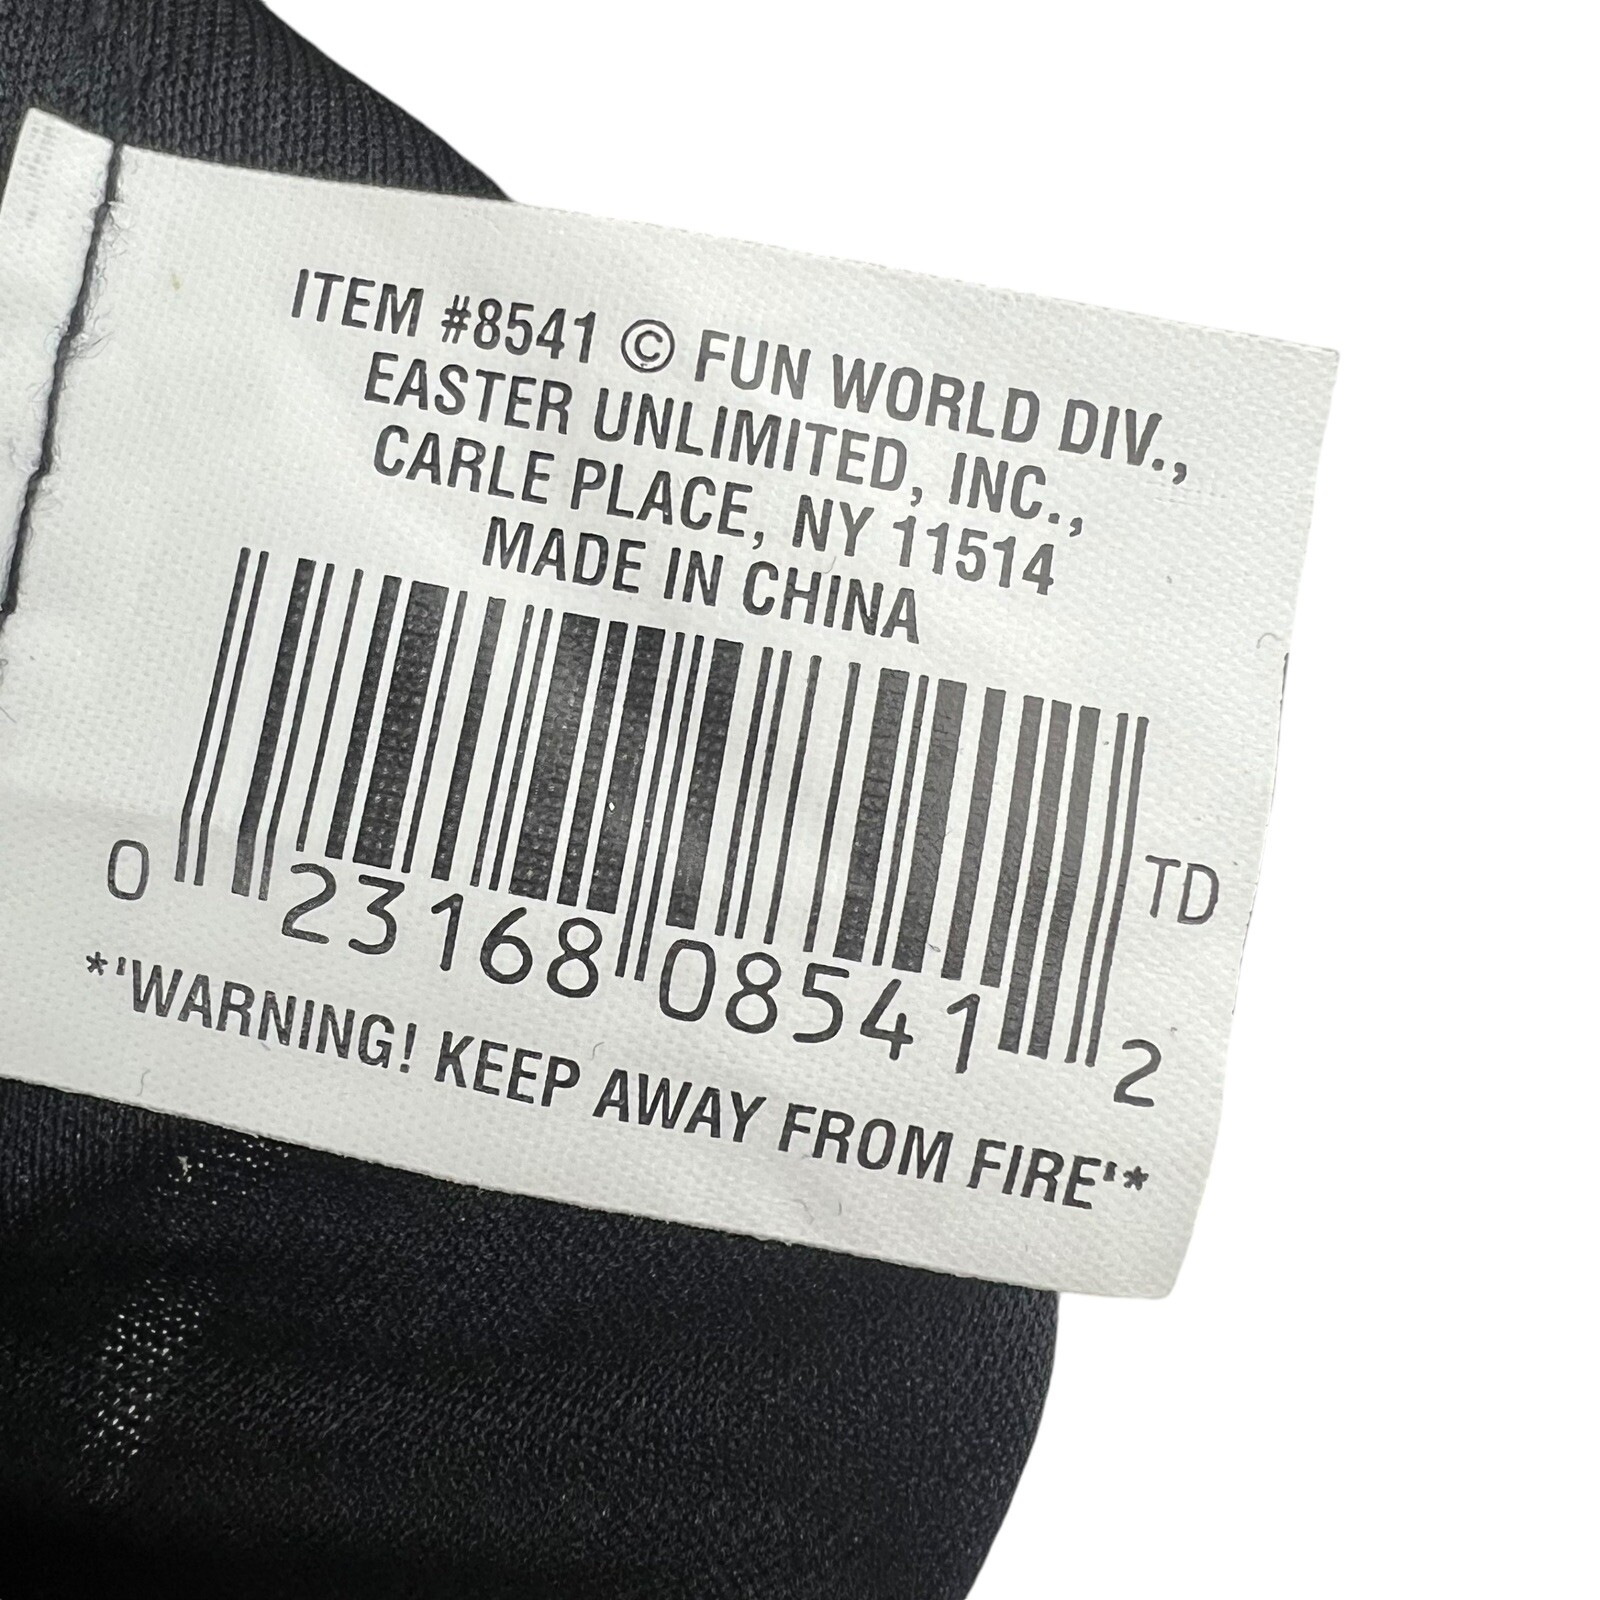 ITEM #8541 © FUN WORLD DIV.,
EASTER UNLIMITED, INC.,
CARLE PLACE, NY 11514
MADE IN CHINA
TD
0 23168 08541 2
*'WARNING! KEEP AWAY FROM FIRE'*